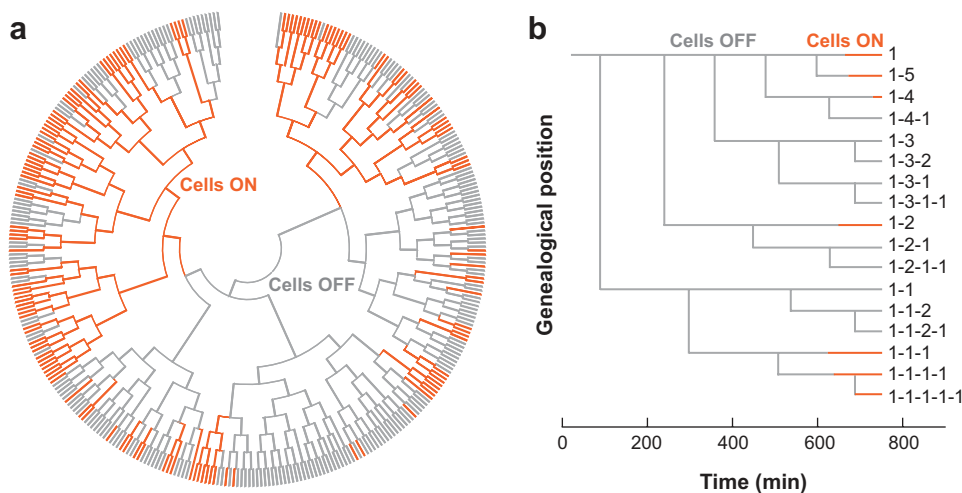 a
Cells ON
Cells OFF
b
Cells OFF
Cells ON
Genealogical position
1
1-5
1-4
1-4-1
1-3
1-3-2
1-3-1
1-3-1-1
1-2
1-2-1
1-2-1-1
1-1
1-1-2
1-1-2-1
1-1-1
1-1-1-1
1-1-1-1-1
0 200 400 600 800
Time (min)